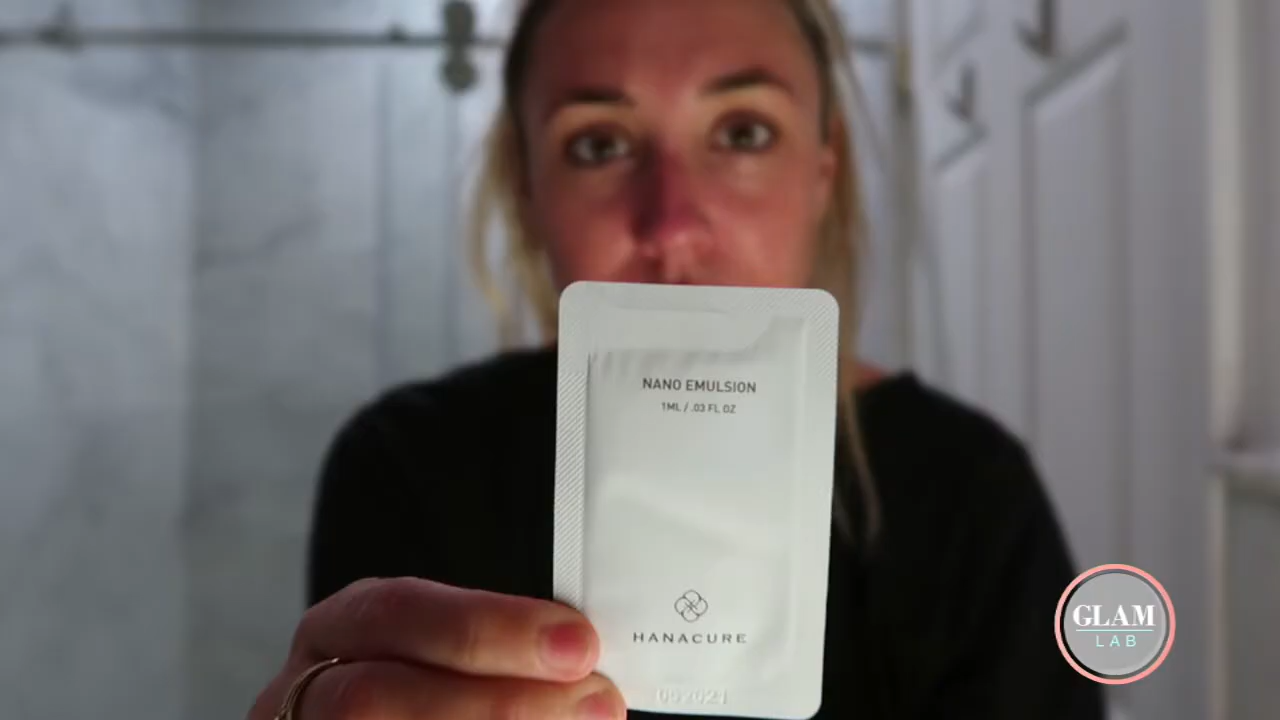 NANO EMULSION
1ML / .03 FL OZ
HANACURE
GLAM
LAB